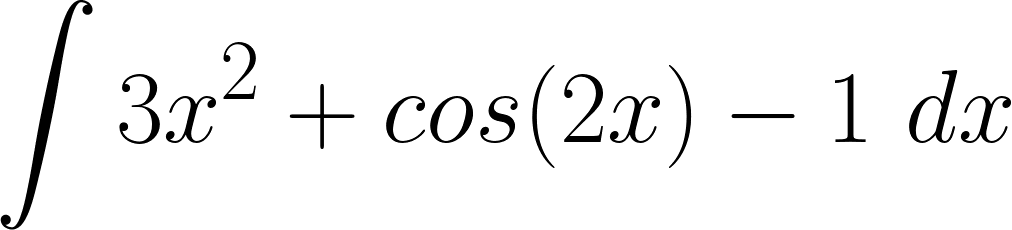 ∫ 3x² + cos(2x) − 1 dx